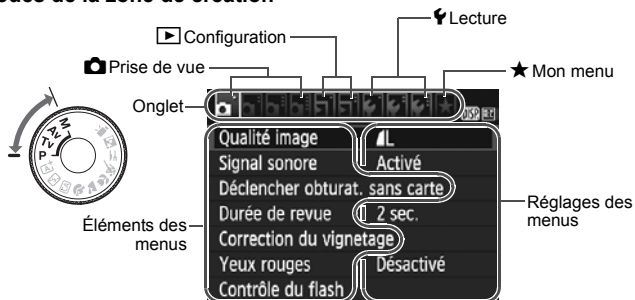 odes de la zone de création
Lecture
Configuration
Prise de vue
★ Mon menu
Onglet
DISP
M
Av
Tv
P
Qualité image L
Signal sonore Activé
Déclencher obturat. sans carte
Durée de revue 2 sec.
Correction du vignetage
Yeux rouges Désactivé
Contrôle du flash
Éléments des
menus
Réglages des
menus